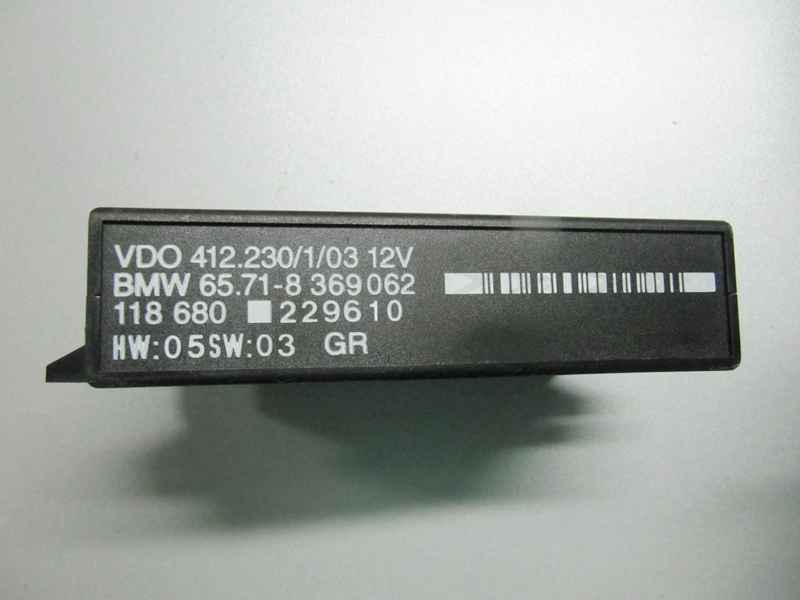 VDO 412.230/1/03 12V
BMW 65.71-8 369 062
118 680 229610
HW:05SW:03 GR